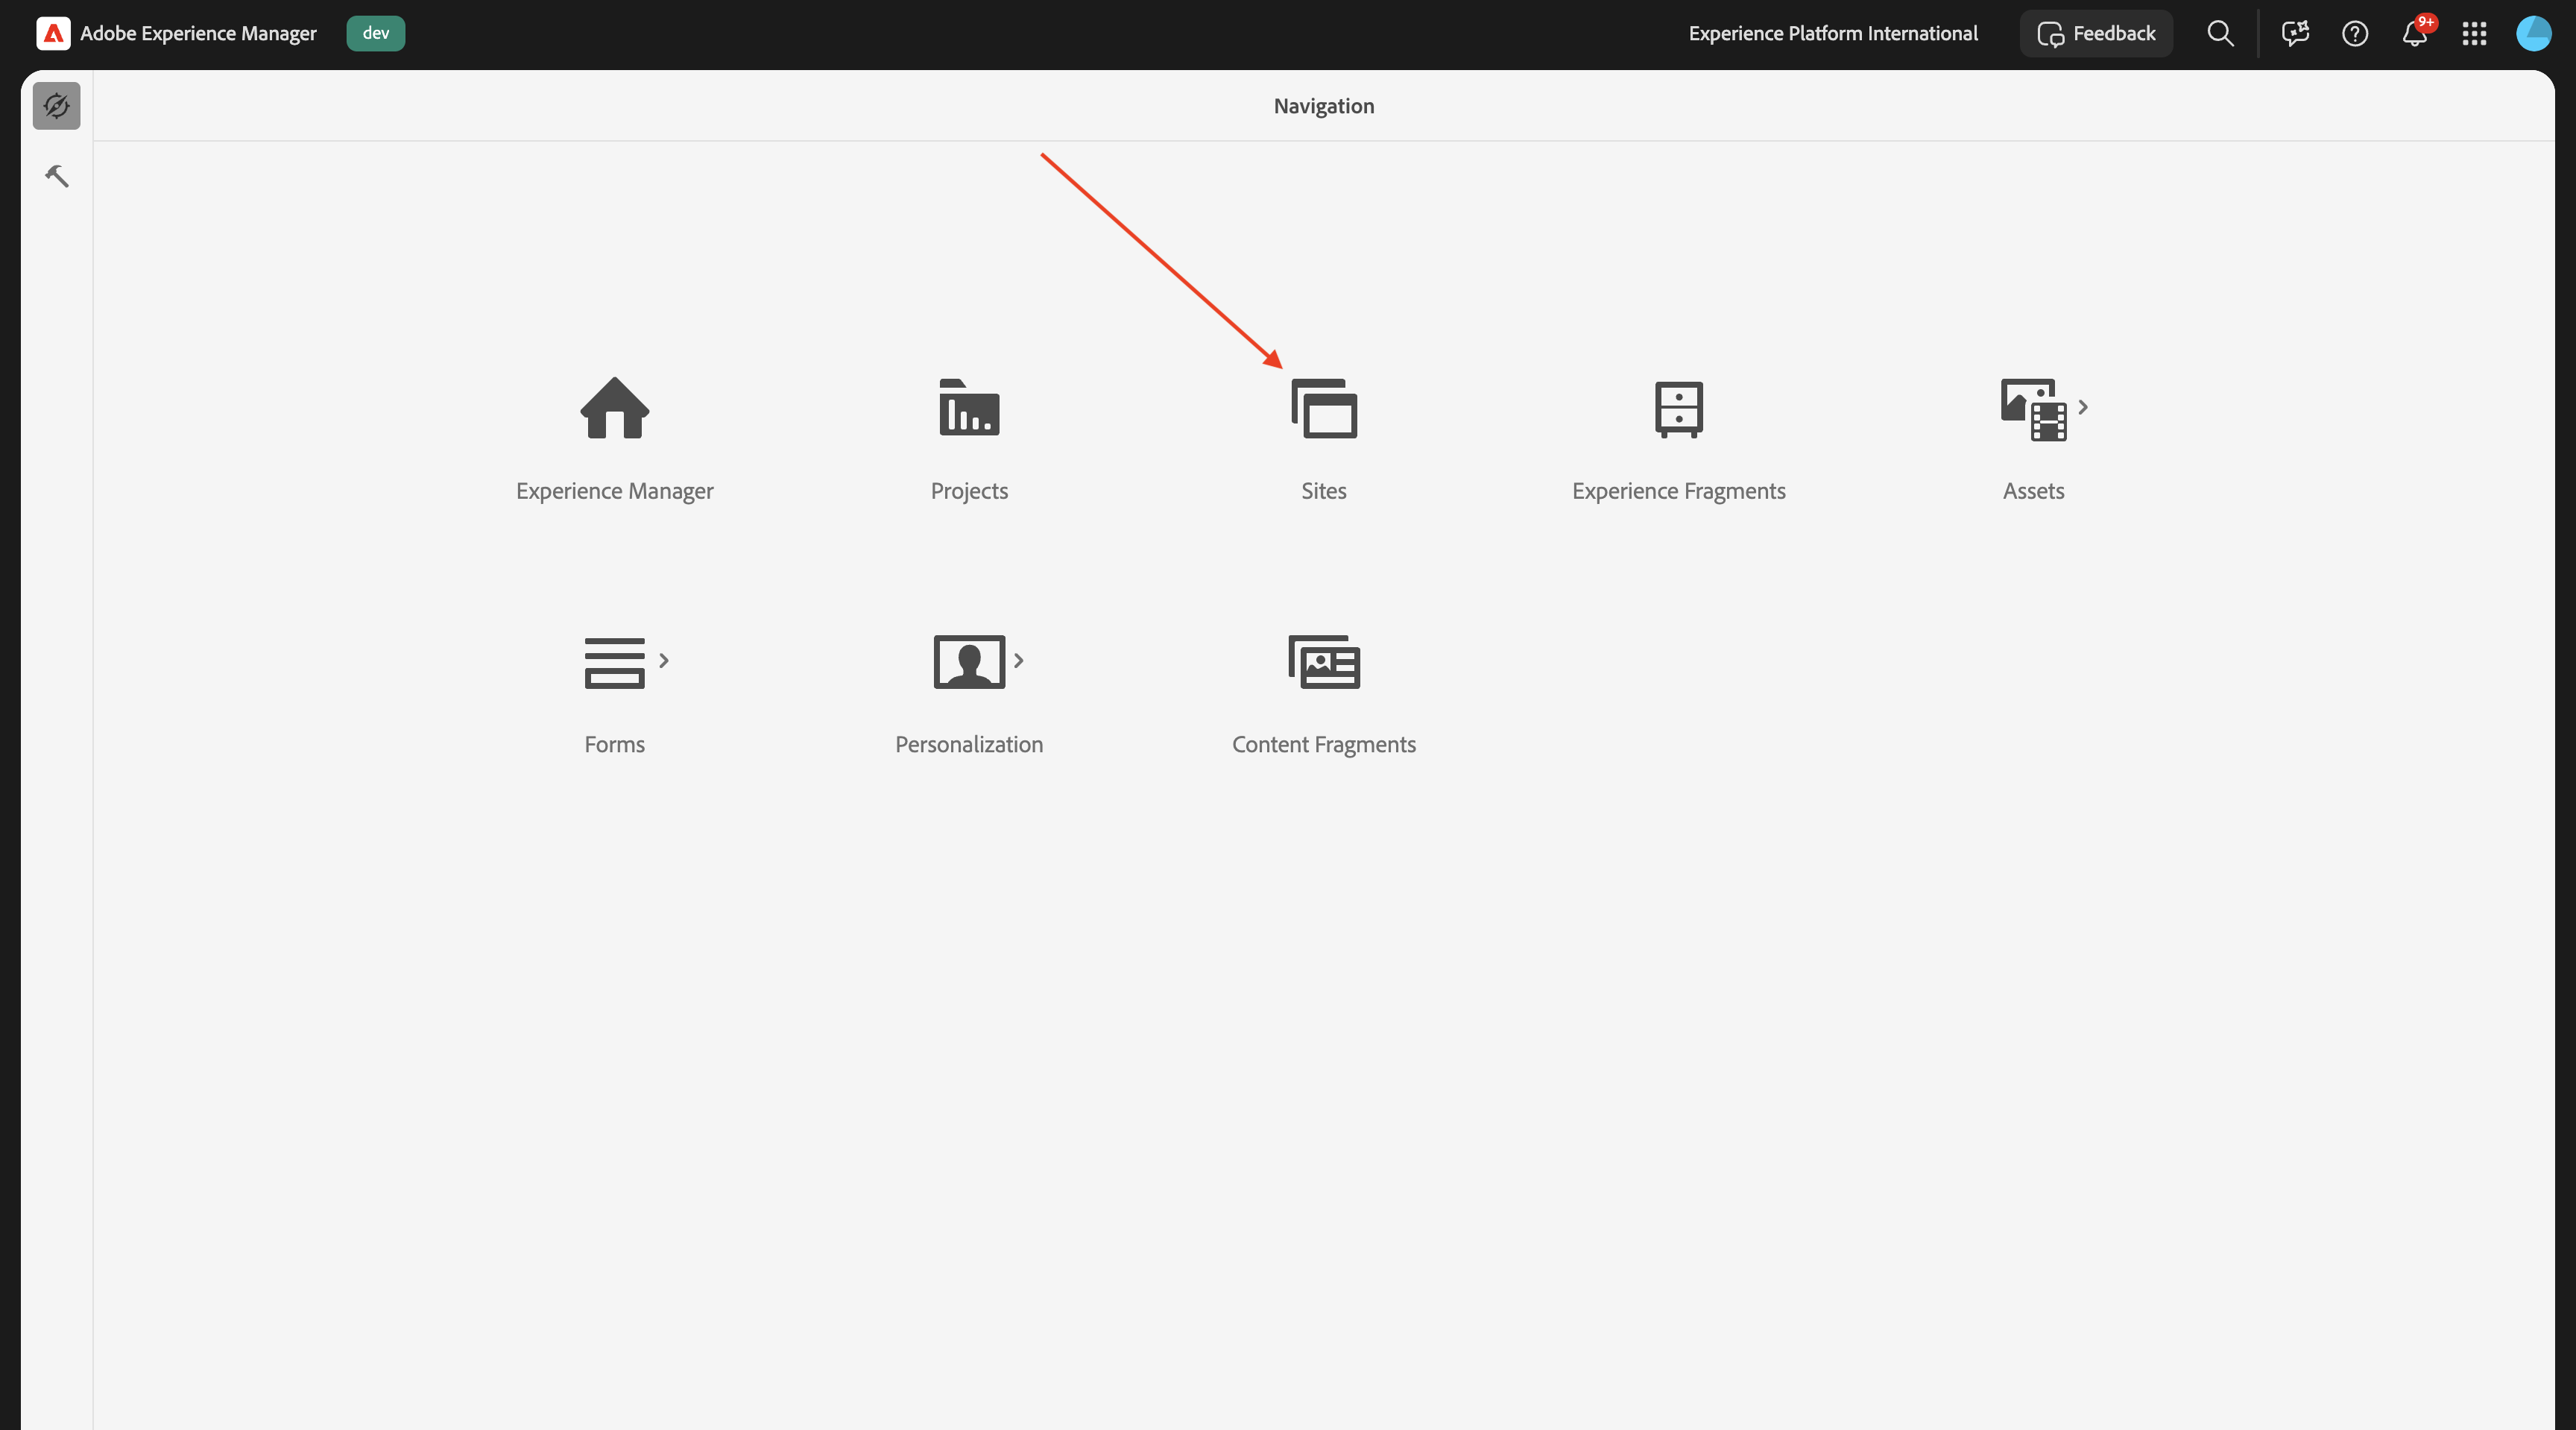 Adobe Experience Manager
dev
Experience Platform International
Feedback
9+
Navigation
Experience Manager
Projects
Sites
Experience Fragments
Assets
Forms
Personalization
Content Fragments